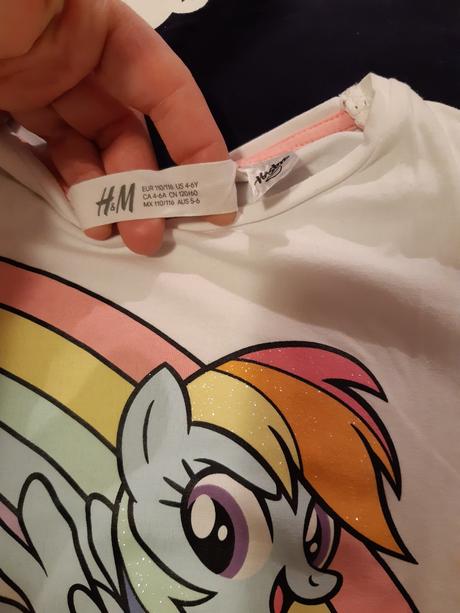 H&M
EUR 110/116 US 4-6Y
CA 4-6A CN 120/60
MX 110/116 AUS 5-6